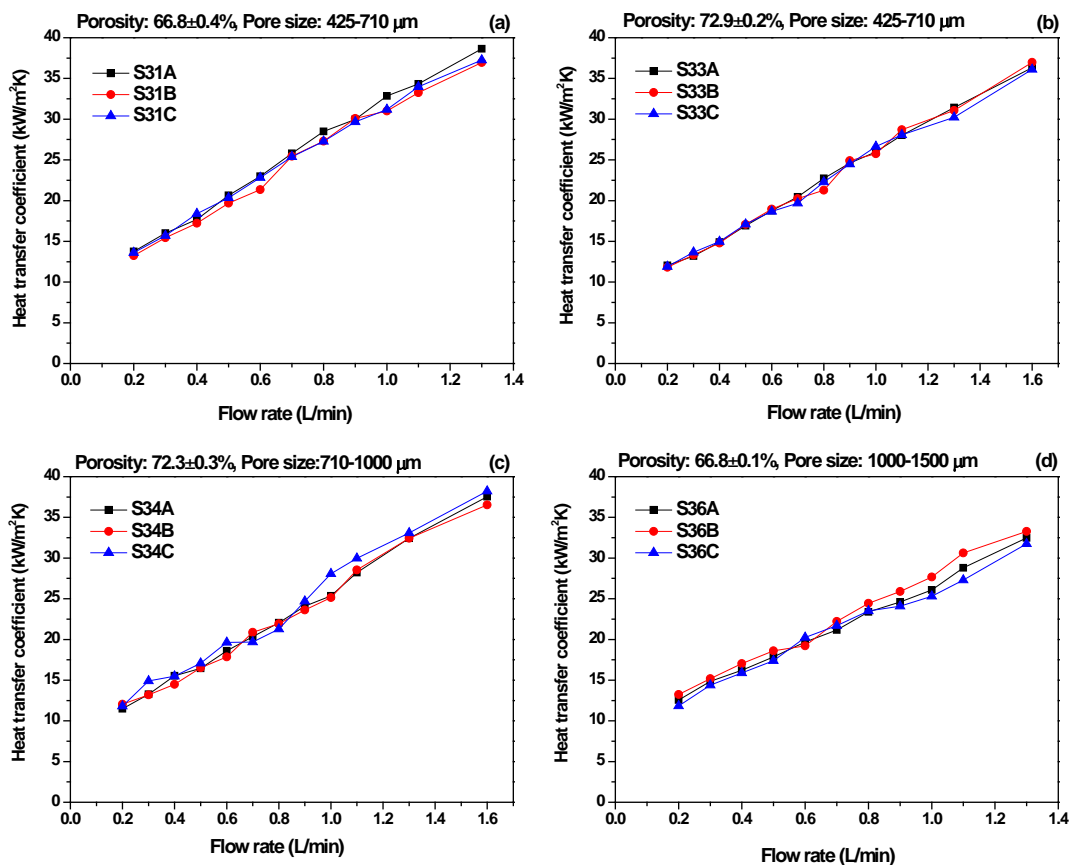 Porosity: 66.8±0.4%, Pore size: 425-710 µm (a)
Heat transfer coefficient (kW/m²K)
40
35
30
25
20
15
10
5
0
S31A
S31B
S31C
0.0 0.2 0.4 0.6 0.8 1.0 1.2 1.4
Flow rate (L/min)
Porosity: 72.9±0.2%, Pore size: 425-710 µm (b)
Heat transfer coefficient (kW/m²K)
40
35
30
25
20
15
10
5
0
S33A
S33B
S33C
0.0 0.2 0.4 0.6 0.8 1.0 1.2 1.4 1.6
Flow rate (L/min)
Porosity: 72.3±0.3%, Pore size:710-1000 µm (c)
Heat transfer coefficient (kW/m²K)
40
35
30
25
20
15
10
5
0
S34A
S34B
S34C
0.0 0.2 0.4 0.6 0.8 1.0 1.2 1.4 1.6
Flow rate (L/min)
Porosity: 66.8±0.1%, Pore size: 1000-1500 µm (d)
Heat transfer coefficient (kW/m²K)
40
35
30
25
20
15
10
5
0
S36A
S36B
S36C
0.0 0.2 0.4 0.6 0.8 1.0 1.2 1.4
Flow rate (L/min)